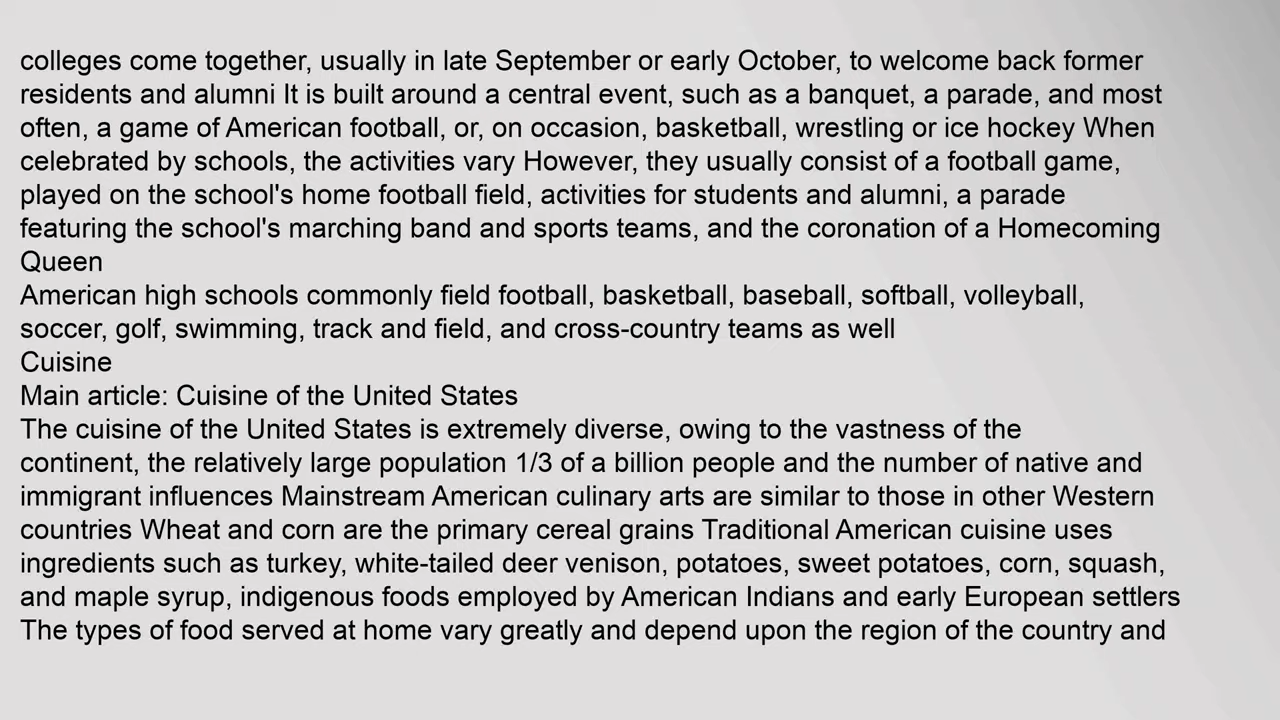 colleges come together, usually in late September or early October, to welcome back former
residents and alumni It is built around a central event, such as a banquet, a parade, and most
often, a game of American football, or, on occasion, basketball, wrestling or ice hockey When
celebrated by schools, the activities vary However, they usually consist of a football game,
played on the school's home football field, activities for students and alumni, a parade
featuring the school's marching band and sports teams, and the coronation of a Homecoming
Queen
American high schools commonly field football, basketball, baseball, softball, volleyball,
soccer, golf, swimming, track and field, and cross-country teams as well
Cuisine
Main article: Cuisine of the United States
The cuisine of the United States is extremely diverse, owing to the vastness of the
continent, the relatively large population 1/3 of a billion people and the number of native and
immigrant influences Mainstream American culinary arts are similar to those in other Western
countries Wheat and corn are the primary cereal grains Traditional American cuisine uses
ingredients such as turkey, white-tailed deer venison, potatoes, sweet potatoes, corn, squash,
and maple syrup, indigenous foods employed by American Indians and early European settlers
The types of food served at home vary greatly and depend upon the region of the country and